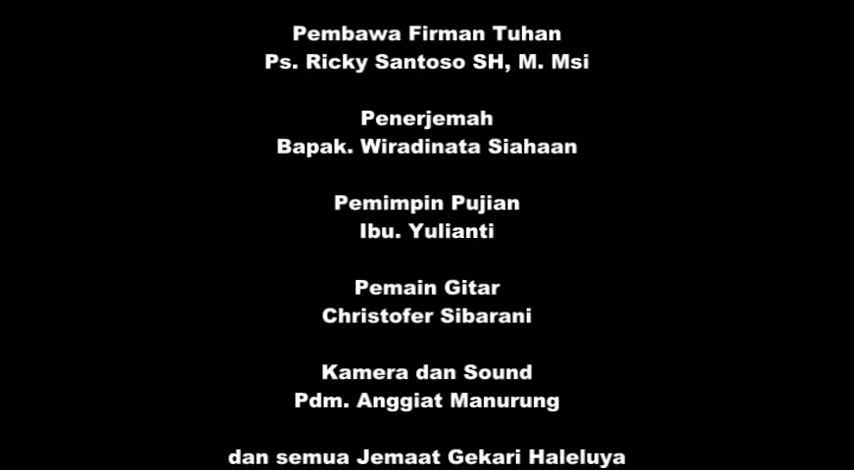 Pembawa Firman Tuhan
Ps. Ricky Santoso SH, M. Msi
Penerjemah
Bapak. Wiradinata Siahaan
Pemimpin Pujian
Ibu. Yulianti
Pemain Gitar
Christofer Sibarani
Kamera dan Sound
Pdm. Anggiat Manurung
dan semua Jemaat Gekari Haleluya